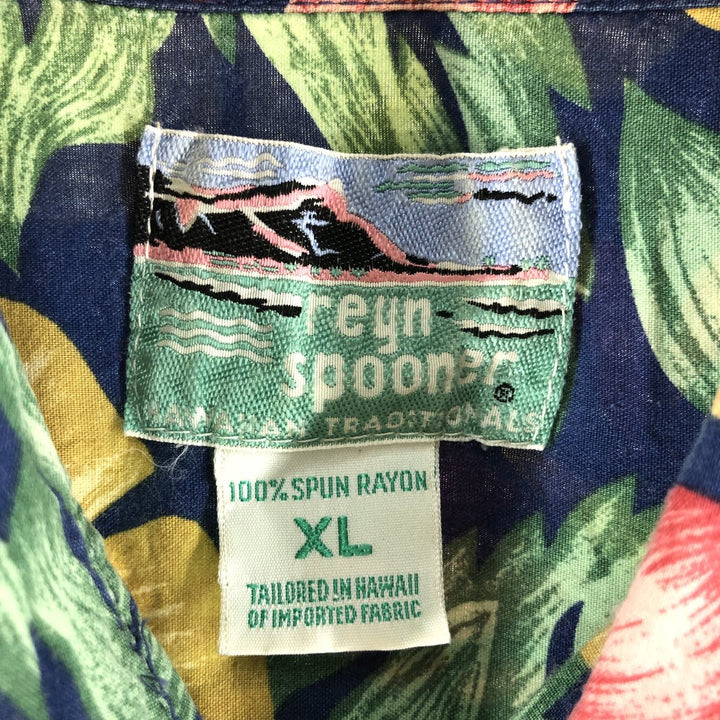 reyn
spooner®
HAWAIIAN TRADITIONALS
100% SPUN RAYON
XL
TAILORED IN HAWAII
OF IMPORTED FABRIC